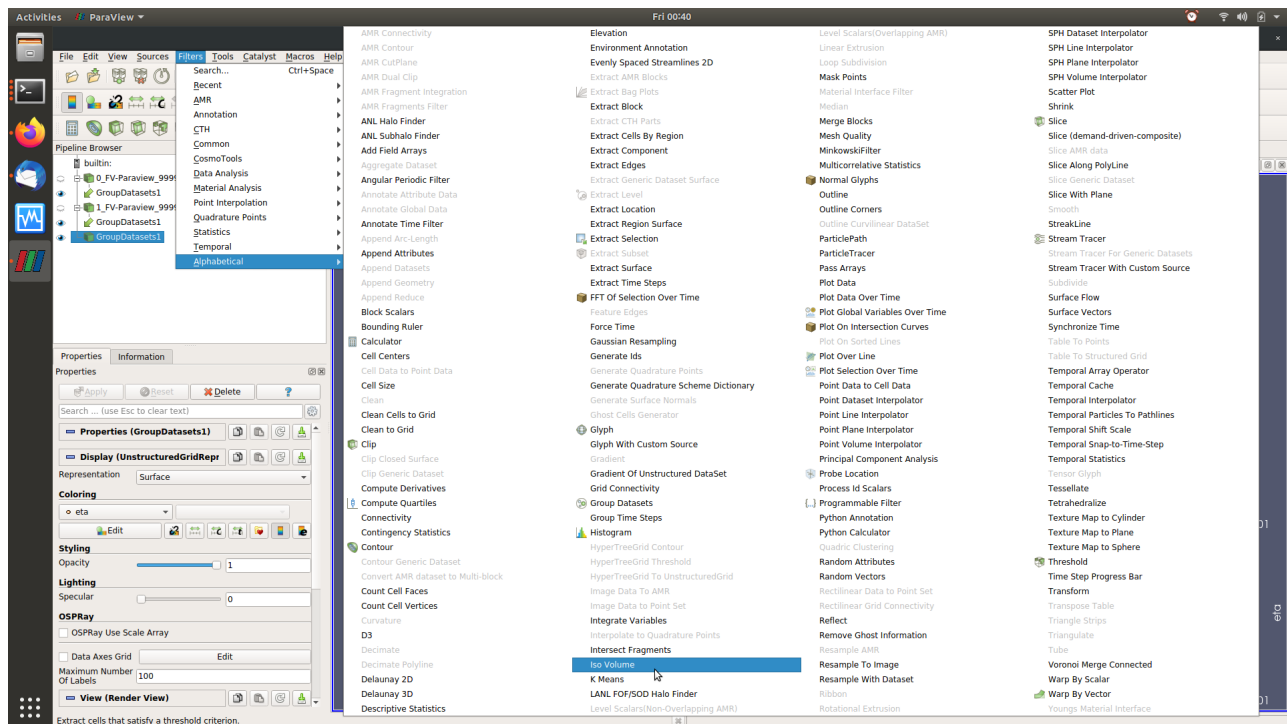 Activities
ParaView
Fri 00:40
File Edit View Sources Filters Tools Catalyst Macros Help
Search... Ctrl+Space
Recent
AMR
Annotation
CTH
Common
CosmoTools
Data Analysis
Material Analysis
Point Interpolation
Quadrature Points
Statistics
Temporal
Alphabetical
Pipeline Browser
builtin:
0_FV-Paraview_9999
GroupDatasets1
1_FV-Paraview_9999
GroupDatasets1
GroupDatasets1
Properties Information
Properties
Apply Reset Delete ?
Search ... (use Esc to clear text)
Properties (GroupDatasets1)
Display (UnstructuredGridRepr
Representation Surface
Coloring
eta
Edit
Styling
Opacity 1
Lighting
Specular 0
OSPRay
OSPRay Use Scale Array
Data Axes Grid Edit
Maximum Number
Of Labels 100
View (Render View)
Extract cells that satisfy a threshold criterion.
AMR Connectivity
AMR Contour
AMR CutPlane
AMR Dual Clip
AMR Fragment Integration
AMR Fragments Filter
ANL Halo Finder
ANL Subhalo Finder
Add Field Arrays
Aggregate Dataset
Angular Periodic Filter
Annotate Attribute Data
Annotate Global Data
Annotate Time Filter
Append Arc-Length
Append Attributes
Append Datasets
Append Geometry
Append Reduce
Block Scalars
Bounding Ruler
Calculator
Cell Centers
Cell Data to Point Data
Cell Size
Clean
Clean Cells to Grid
Clean to Grid
Clip
Clip Closed Surface
Clip Generic Dataset
Compute Derivatives
Compute Quartiles
Connectivity
Contingency Statistics
Contour
Contour Generic Dataset
Convert AMR dataset to Multi-block
Count Cell Faces
Count Cell Vertices
Curvature
D3
Decimate
Decimate Polyline
Delaunay 2D
Delaunay 3D
Descriptive Statistics
Elevation
Environment Annotation
Evenly Spaced Streamlines 2D
Extract AMR Blocks
Extract Bag Plots
Extract Block
Extract CTH Parts
Extract Cells By Region
Extract Component
Extract Edges
Extract Generic Dataset Surface
Extract Level
Extract Location
Extract Region Surface
Extract Selection
Extract Subset
Extract Surface
Extract Time Steps
FFT Of Selection Over Time
Feature Edges
Force Time
Gaussian Resampling
Generate Ids
Generate Quadrature Points
Generate Quadrature Scheme Dictionary
Generate Surface Normals
Ghost Cells Generator
Glyph
Glyph With Custom Source
Gradient
Gradient Of Unstructured DataSet
Grid Connectivity
Group Datasets
Group Time Steps
Histogram
HyperTreeGrid Contour
HyperTreeGrid Threshold
HyperTreeGrid To UnstructuredGrid
Image Data To AMR
Image Data to Point Set
Integrate Variables
Interpolate to Quadrature Points
Intersect Fragments
Iso Volume
K Means
LANL FOF/SOD Halo Finder
Level Scalars(Non-Overlapping AMR)
Level Scalars(Overlapping AMR)
Linear Extrusion
Loop Subdivision
Mask Points
Material Interface Filter
Median
Merge Blocks
Mesh Quality
MinkowskiFilter
Multicorrelative Statistics
Normal Glyphs
Outline
Outline Corners
Outline Curvilinear DataSet
ParticlePath
ParticleTracer
Pass Arrays
Plot Data
Plot Data Over Time
Plot Global Variables Over Time
Plot On Intersection Curves
Plot On Sorted Lines
Plot Over Line
Plot Selection Over Time
Point Data to Cell Data
Point Dataset Interpolator
Point Line Interpolator
Point Plane Interpolator
Point Volume Interpolator
Principal Component Analysis
Probe Location
Process Id Scalars
Programmable Filter
Python Annotation
Python Calculator
Quadric Clustering
Random Attributes
Random Vectors
Rectilinear Data to Point Set
Rectilinear Grid Connectivity
Reflect
Remove Ghost Information
Resample AMR
Resample To Image
Resample With Dataset
Ribbon
Rotational Extrusion
SPH Dataset Interpolator
SPH Line Interpolator
SPH Plane Interpolator
SPH Volume Interpolator
Scatter Plot
Shrink
Slice
Slice (demand-driven-composite)
Slice AMR data
Slice Along PolyLine
Slice Generic Dataset
Slice With Plane
Smooth
StreakLine
Stream Tracer
Stream Tracer For Generic Datasets
Stream Tracer With Custom Source
Subdivide
Surface Flow
Surface Vectors
Synchronize Time
Table To Points
Table To Structured Grid
Temporal Array Operator
Temporal Cache
Temporal Interpolator
Temporal Particles To Pathlines
Temporal Shift Scale
Temporal Snap-to-Time-Step
Temporal Statistics
Tensor Glyph
Tessellate
Tetrahedralize
Texture Map to Cylinder
Texture Map to Plane
Texture Map to Sphere
Threshold
Time Step Progress Bar
Transform
Transpose Table
Triangle Strips
Triangulate
Tube
Voronoi Merge Connected
Warp By Scalar
Warp By Vector
Youngs Material Interface
01
eta
01